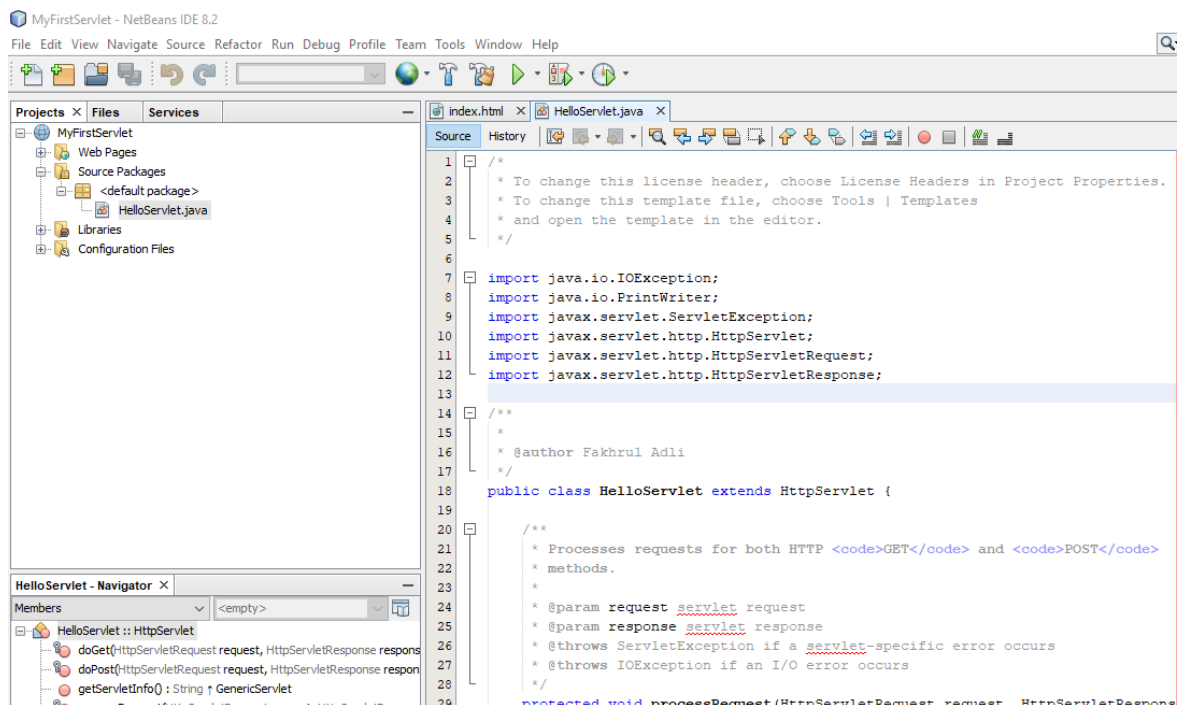 MyFirstServlet - NetBeans IDE 8.2
File Edit View Navigate Source Refactor Run Debug Profile Team Tools Window Help
Projects Files Services
MyFirstServlet
Web Pages
Source Packages
<default package>
HelloServlet.java
Libraries
Configuration Files
HelloServlet - Navigator
Members <empty>
HelloServlet :: HttpServlet
doGet(HttpServletRequest request, HttpServletResponse respons
doPost(HttpServletRequest request, HttpServletResponse respon
getServletInfo() : String ↑ GenericServlet
index.html HelloServlet.java
Source History
1 /*
2 * To change this license header, choose License Headers in Project Properties.
3 * To change this template file, choose Tools | Templates
4 * and open the template in the editor.
5 */
6
7 import java.io.IOException;
8 import java.io.PrintWriter;
9 import javax.servlet.ServletException;
10 import javax.servlet.http.HttpServlet;
11 import javax.servlet.http.HttpServletRequest;
12 import javax.servlet.http.HttpServletResponse;
13
14 /**
15 *
16 * @author Fakhrul Adli
17 */
18 public class HelloServlet extends HttpServlet {
19
20 /**
21 * Processes requests for both HTTP <code>GET</code> and <code>POST</code>
22 * methods.
23 *
24 * @param request servlet request
25 * @param response servlet response
26 * @throws ServletException if a servlet-specific error occurs
27 * @throws IOException if an I/O error occurs
28 */
29 protected void processRequest(HttpServletRequest request, HttpServletRespons